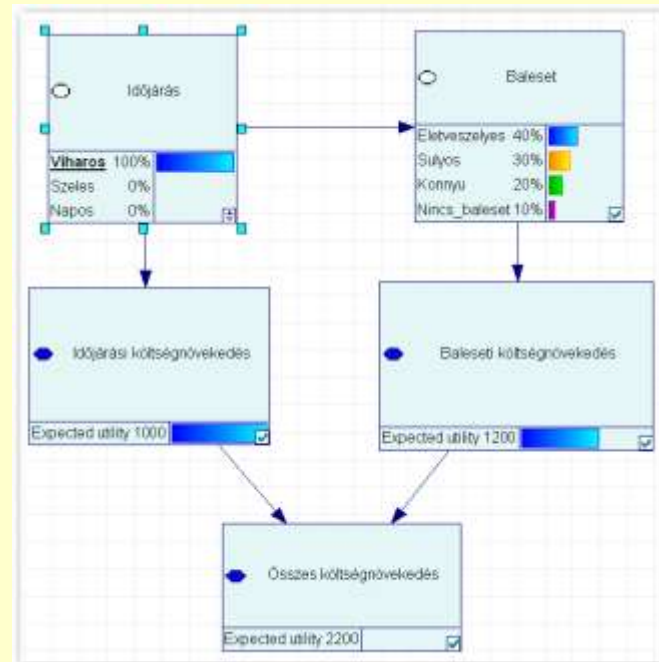 Időjárás
Viharos 100%
Szeles 0%
Napos 0%
Baleset
Eletveszelyes 40%
Sulyos 30%
Konnyu 20%
Nincs_baleset 10%
Időjárási költségnövekedés
Expected utility 1000
Baleseti költségnövekedés
Expected utility 1200
Összes költségnövekedés
Expected utility 2200